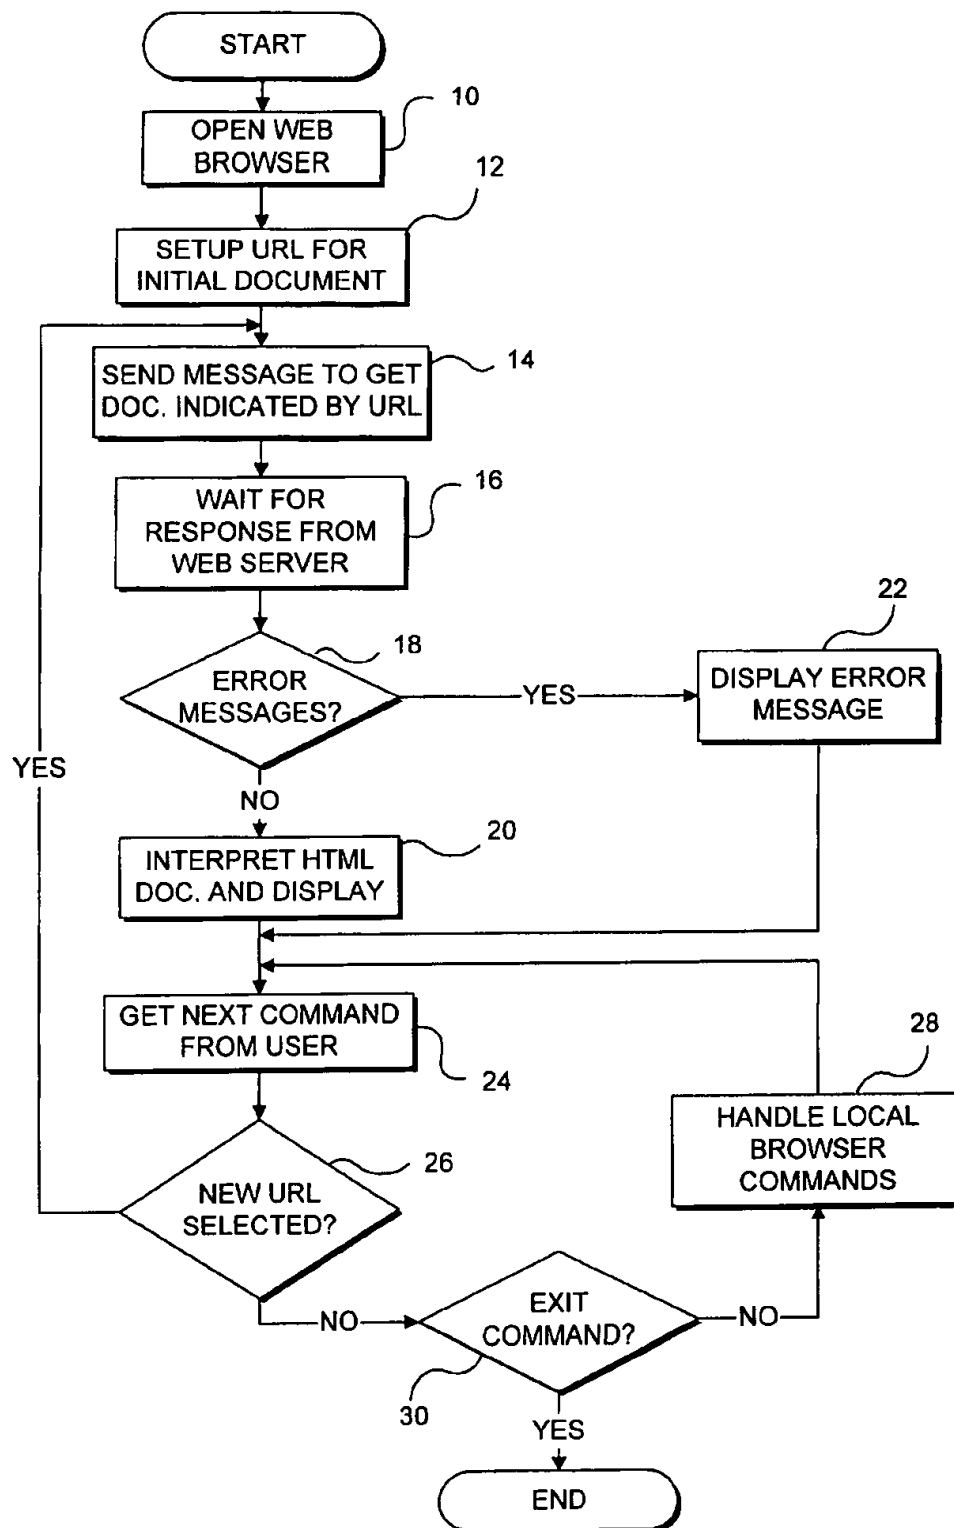 START
10
OPEN WEB
BROWSER
12
SETUP URL FOR
INITIAL DOCUMENT
SEND MESSAGE TO GET
DOC. INDICATED BY URL
14
WAIT FOR
RESPONSE FROM
WEB SERVER
16
18
ERROR
MESSAGES?
YES
22
DISPLAY ERROR
MESSAGE
YES
NO
20
INTERPRET HTML
DOC. AND DISPLAY
GET NEXT COMMAND
FROM USER
24
28
HANDLE LOCAL
BROWSER
COMMANDS
26
NEW URL
SELECTED?
NO
EXIT
COMMAND?
NO
30
YES
END